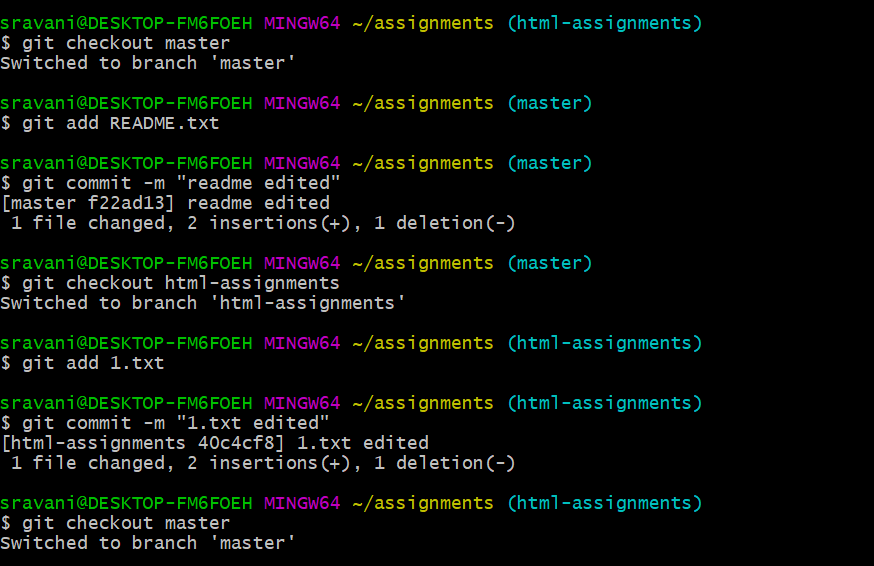 sravani@DESKTOP-FM6FOEH MINGW64 ~/assignments (html-assignments)
$ git checkout master
Switched to branch 'master'
sravani@DESKTOP-FM6FOEH MINGW64 ~/assignments (master)
$ git add README.txt
sravani@DESKTOP-FM6FOEH MINGW64 ~/assignments (master)
$ git commit -m "readme edited"
[master f22ad13] readme edited
 1 file changed, 2 insertions(+), 1 deletion(-)
sravani@DESKTOP-FM6FOEH MINGW64 ~/assignments (master)
$ git checkout html-assignments
Switched to branch 'html-assignments'
sravani@DESKTOP-FM6FOEH MINGW64 ~/assignments (html-assignments)
$ git add 1.txt
sravani@DESKTOP-FM6FOEH MINGW64 ~/assignments (html-assignments)
$ git commit -m "1.txt edited"
[html-assignments 40c4cf8] 1.txt edited
 1 file changed, 2 insertions(+), 1 deletion(-)
sravani@DESKTOP-FM6FOEH MINGW64 ~/assignments (html-assignments)
$ git checkout master
Switched to branch 'master'